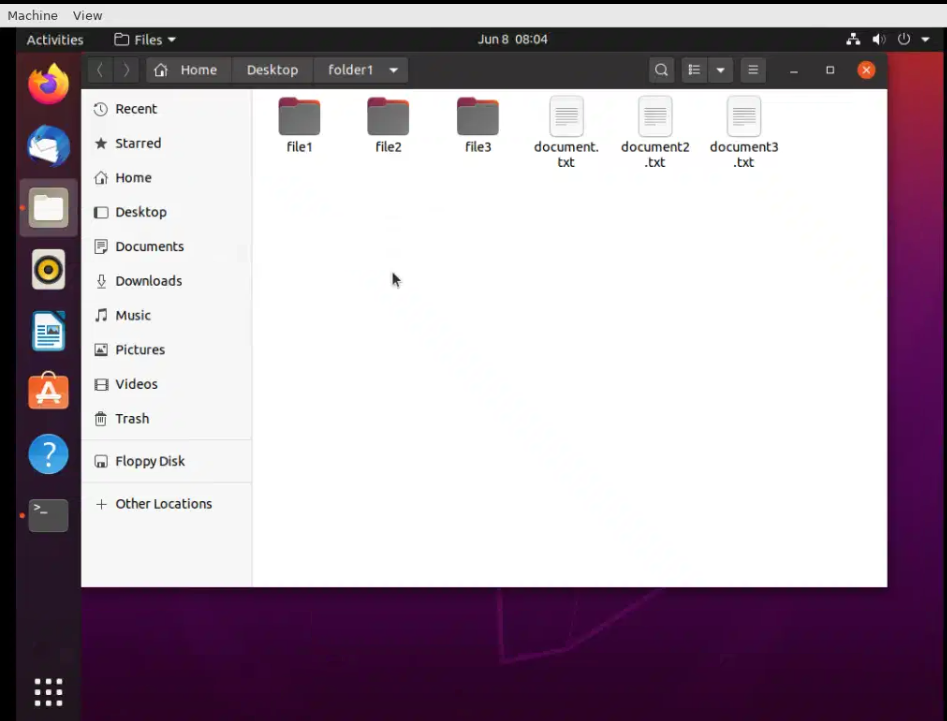 Machine View
Activities Files Jun 8 08:04
Home Desktop folder1
Recent
Starred
Home
Desktop
Documents
Downloads
Music
Pictures
Videos
Trash
Floppy Disk
Other Locations
file1 file2 file3 document. document2 document3
txt .txt .txt